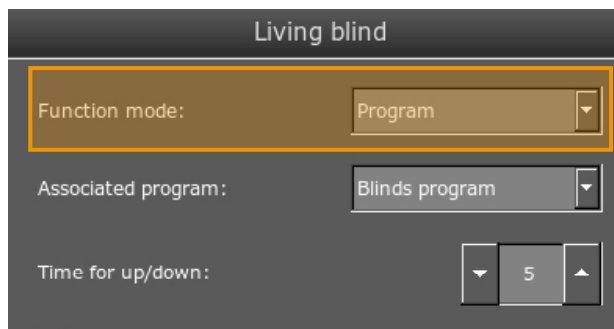 Living blind
Function mode: Program
Associated program: Blinds program
Time for up/down: 5